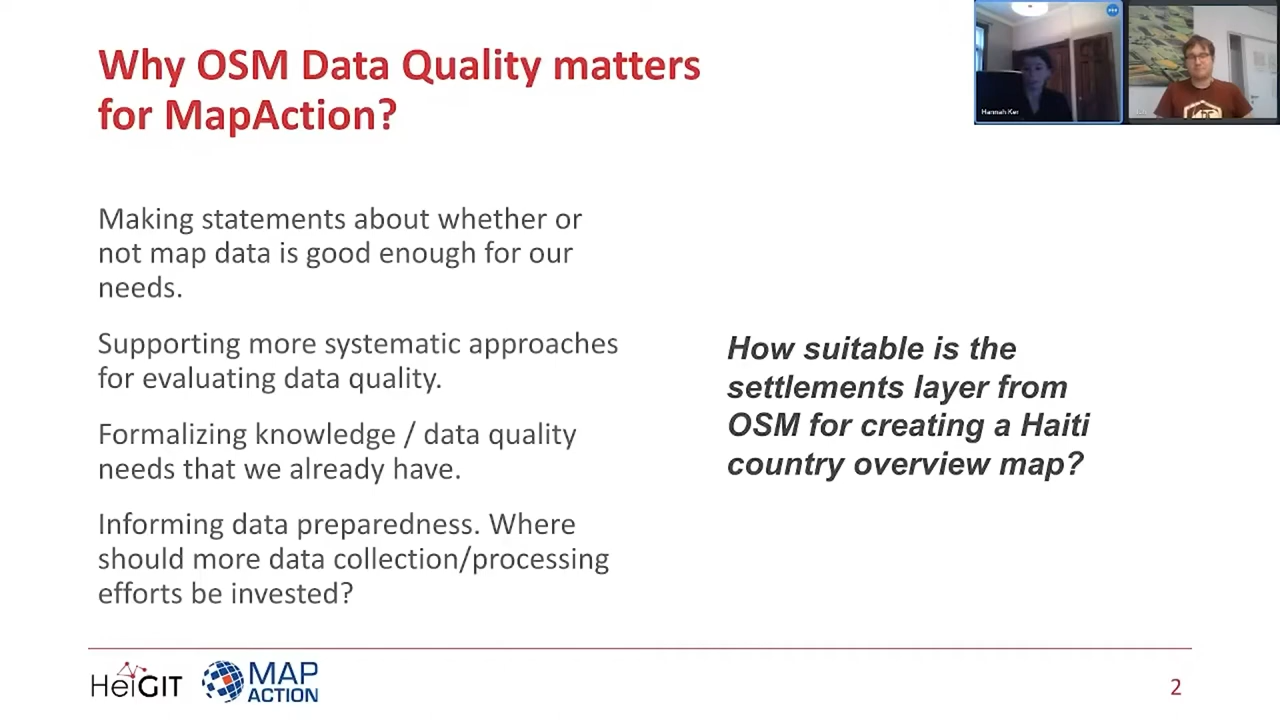 Why OSM Data Quality matters
for MapAction?
Hannah Ker
Making statements about whether or
not map data is good enough for our
needs.
Supporting more systematic approaches
for evaluating data quality.
Formalizing knowledge / data quality
needs that we already have.
Informing data preparedness. Where
should more data collection/processing
efforts be invested?
How suitable is the
settlements layer from
OSM for creating a Haiti
country overview map?
HeiGIT
MAP
ACTION
2